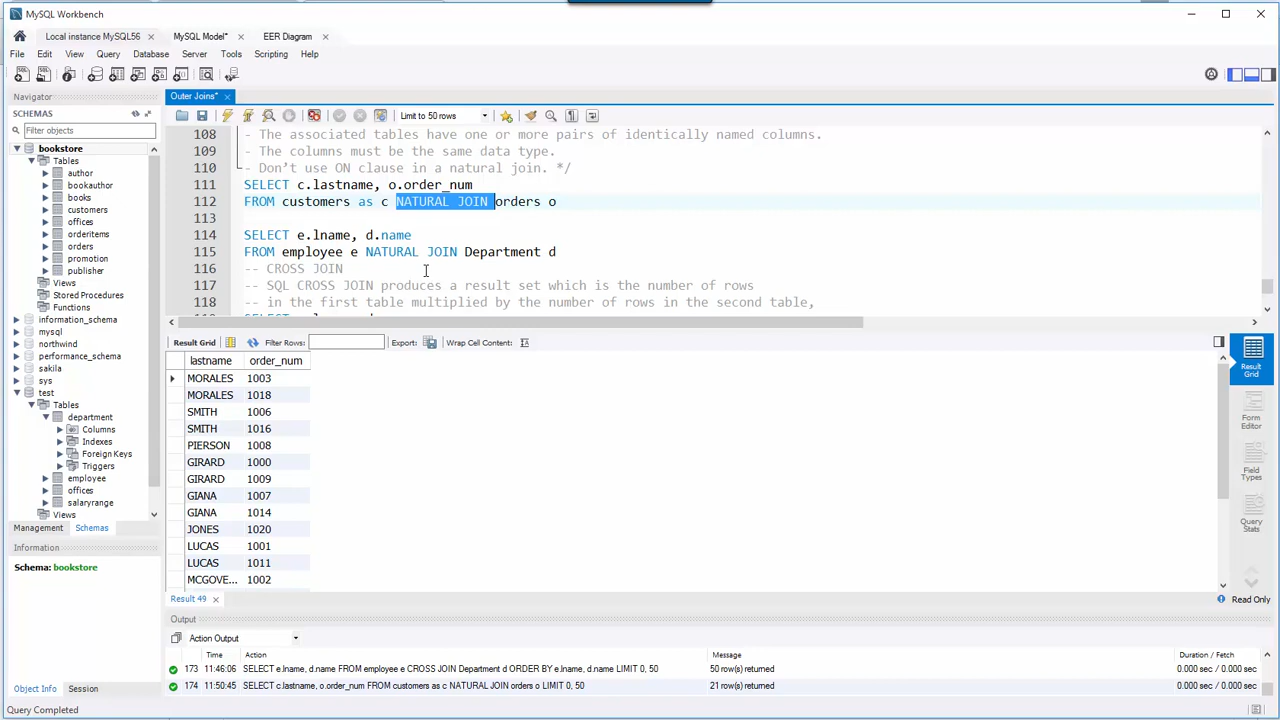 MySQL Workbench
Local instance MySQL56 MySQL Model* EER Diagram
File Edit View Query Database Server Tools Scripting Help
Navigator
SCHEMAS
Filter objects
bookstore
Tables
author
bookauthor
books
customers
offices
orderitems
orders
promotion
publisher
Views
Stored Procedures
Functions
information_schema
mysql
northwind
performance_schema
sakila
sys
test
Tables
department
Columns
Indexes
Foreign Keys
Triggers
employee
offices
salaryrange
Views
Management Schemas
Information
Schema: bookstore
Object Info Session
Query Completed
Outer Joins*
Limit to 50 rows
108 - The associated tables have one or more pairs of identically named columns.
109 - The columns must be the same data type.
110 - Don't use ON clause in a natural join. */
111 SELECT c.lastname, o.order_num
112 FROM customers as c NATURAL JOIN orders o
113
114 SELECT e.lname, d.name
115 FROM employee e NATURAL JOIN Department d
116 -- CROSS JOIN
117 -- SQL CROSS JOIN produces a result set which is the number of rows
118 -- in the first table multiplied by the number of rows in the second table,
Result Grid Filter Rows: Export: Wrap Cell Content:
lastname order_num
MORALES 1003
MORALES 1018
SMITH 1006
SMITH 1016
PIERSON 1008
GIRARD 1000
GIRARD 1009
GIANA 1007
GIANA 1014
JONES 1020
LUCAS 1001
LUCAS 1011
MCGOVE... 1002
Result Grid
Form Editor
Field Types
Query Stats
Result 49 Read Only
Output
Action Output
Time Action Message Duration / Fetch
173 11:46:06 SELECT e.lname, d.name FROM employee e CROSS JOIN Department d ORDER BY e.lname, d.name LIMIT 0, 50 50 row(s) returned 0.000 sec / 0.000 sec
174 11:50:45 SELECT c.lastname, o.order_num FROM customers as c NATURAL JOIN orders o LIMIT 0, 50 21 row(s) returned 0.000 sec / 0.000 sec